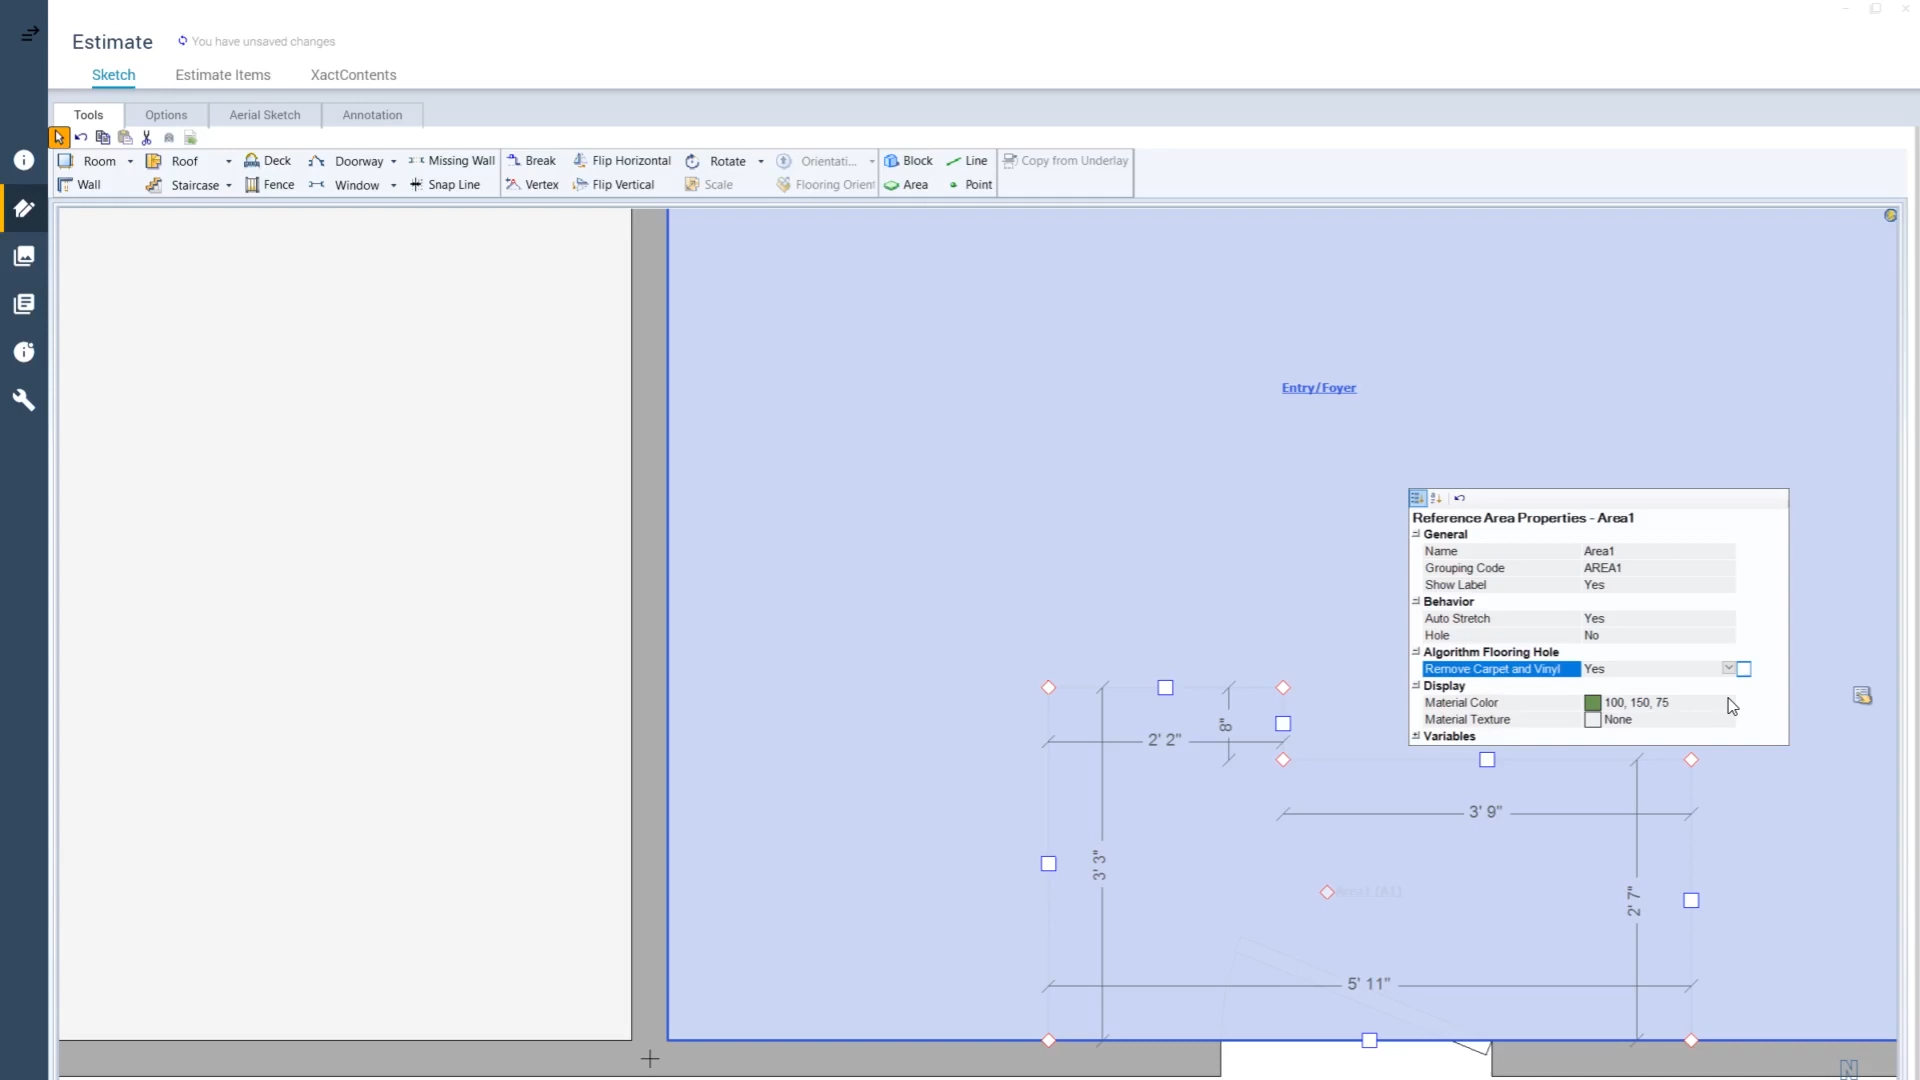 Estimate You have unsaved changes
Sketch Estimate Items XactContents
Tools Options Aerial Sketch Annotation
Room Roof Deck Doorway Missing Wall Break Flip Horizontal Rotate Orientati... Block Line Copy from Underlay
Wall Staircase Fence Window Snap Line Vertex Flip Vertical Scale Flooring Orient Area Point
Entry/Foyer
Reference Area Properties - Area1
General
Name Area1
Grouping Code AREA1
Show Label Yes
Behavior
Auto Stretch Yes
Hole No
Algorithm Flooring Hole
Remove Carpet and Vinyl Yes
Display
Material Color 100, 150, 75
Material Texture None
Variables
8"
2' 2"
3' 9"
3' 3"
Area1 (A1)
2' 7"
5' 11"
N